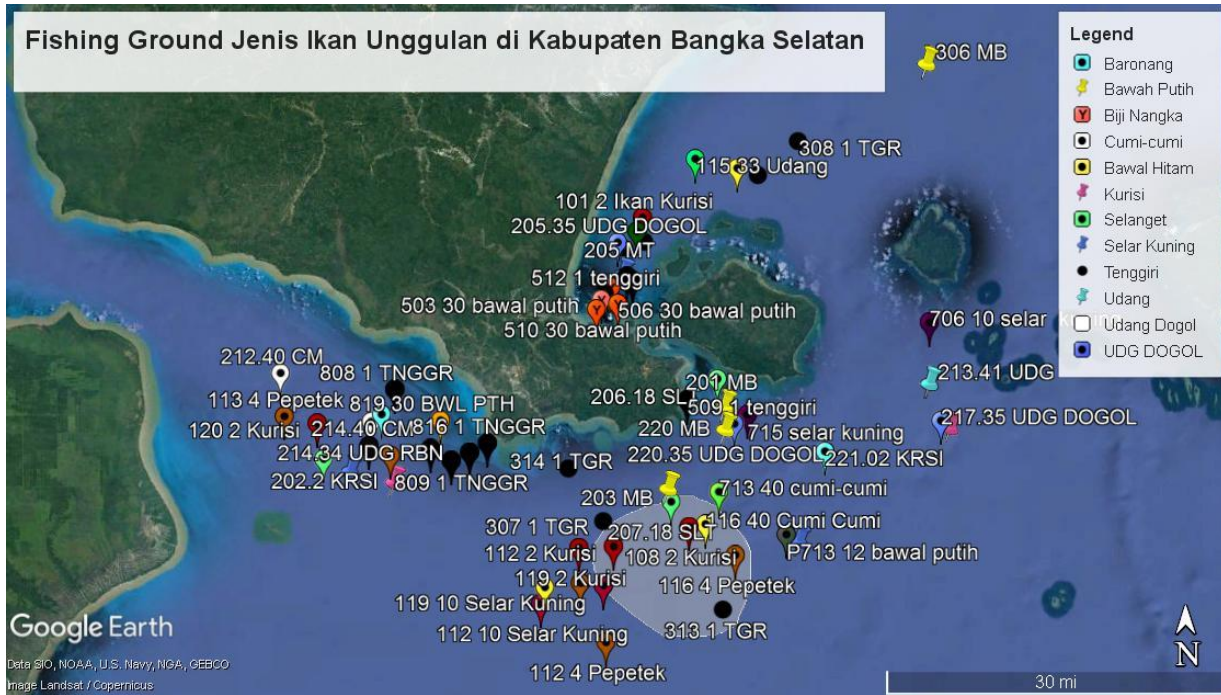 Fishing Ground Jenis Ikan Unggulan di Kabupaten Bangka Selatan
Legend
Baronang
Bawah Putih
Biji Nangka
Cumi-cumi
Bawal Hitam
Kurisi
Selanget
Selar Kuning
Tenggiri
Udang
Udang Dogol
UDG DOGOL
306 MB
308 1 TGR
115 33 Udang
101 2 Ikan Kurisi
205.35 UDG DOGOL
205 MT
512 1 tenggiri
503 30 bawal putih
506 30 bawal putih
510 30 bawal putih
706 10 selar
212.40 CM
808 1 TNGGR
201 MB
213.41 UDG
113 4 Pepetek
819.30 BWL PTH
206.18 SLT
509 1 tenggiri
120 2 Kurisi
214.40 CM
816 1 TNGGR
220 MB
715 selar kuning
217.35 UDG DOGOL
214.34 UDG RBN
314 1 TGR
220.35 UDG DOGOL
221.02 KRSI
202.2 KRSI
809 1 TNGGR
203 MB
713 40 cumi-cumi
307 1 TGR
207.18 SLT
116 40 Cumi Cumi
112 2 Kurisi
108 2 Kurisi
P713 12 bawal putih
119 2 Kurisi
116 4 Pepetek
119 10 Selar Kuning
112 10 Selar Kuning
313 1 TGR
112 4 Pepetek
Google Earth
Data SIO, NOAA, U.S. Navy, NGA, GEBCO
Image Landsat / Copernicus
N
30 mi